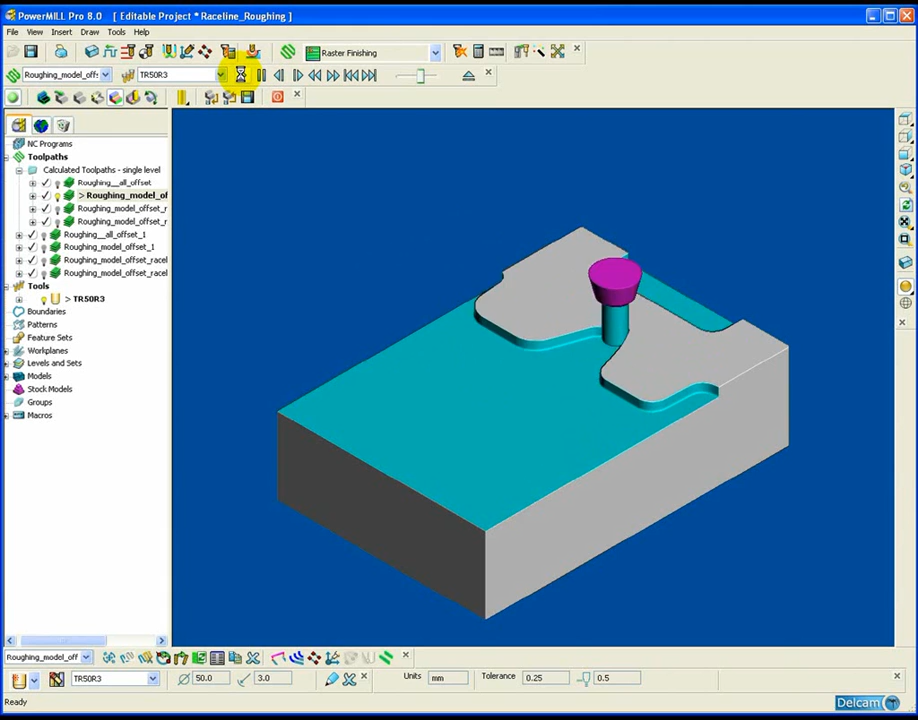 PowerMILL Pro 8.0    [ Editable Project * Raceline_Roughing ]
File View Insert Draw Tools Help
Raster Finishing
Roughing_model_offs TR50R3
NC Programs
Toolpaths
Calculated Toolpaths - single level
Roughing__all_offset
> Roughing_model_of
Roughing_model_offset_r
Roughing_model_offset_r
Roughing__all_offset_1
Roughing_model_offset_1
Roughing_model_offset_racel
Roughing_model_offset_racel
Tools
> TR50R3
Boundaries
Patterns
Feature Sets
Workplanes
Levels and Sets
Models
Stock Models
Groups
Macros
Roughing_model_off
TR50R3 50.0 3.0 Units mm Tolerance 0.25 0.5
Ready
Delcam